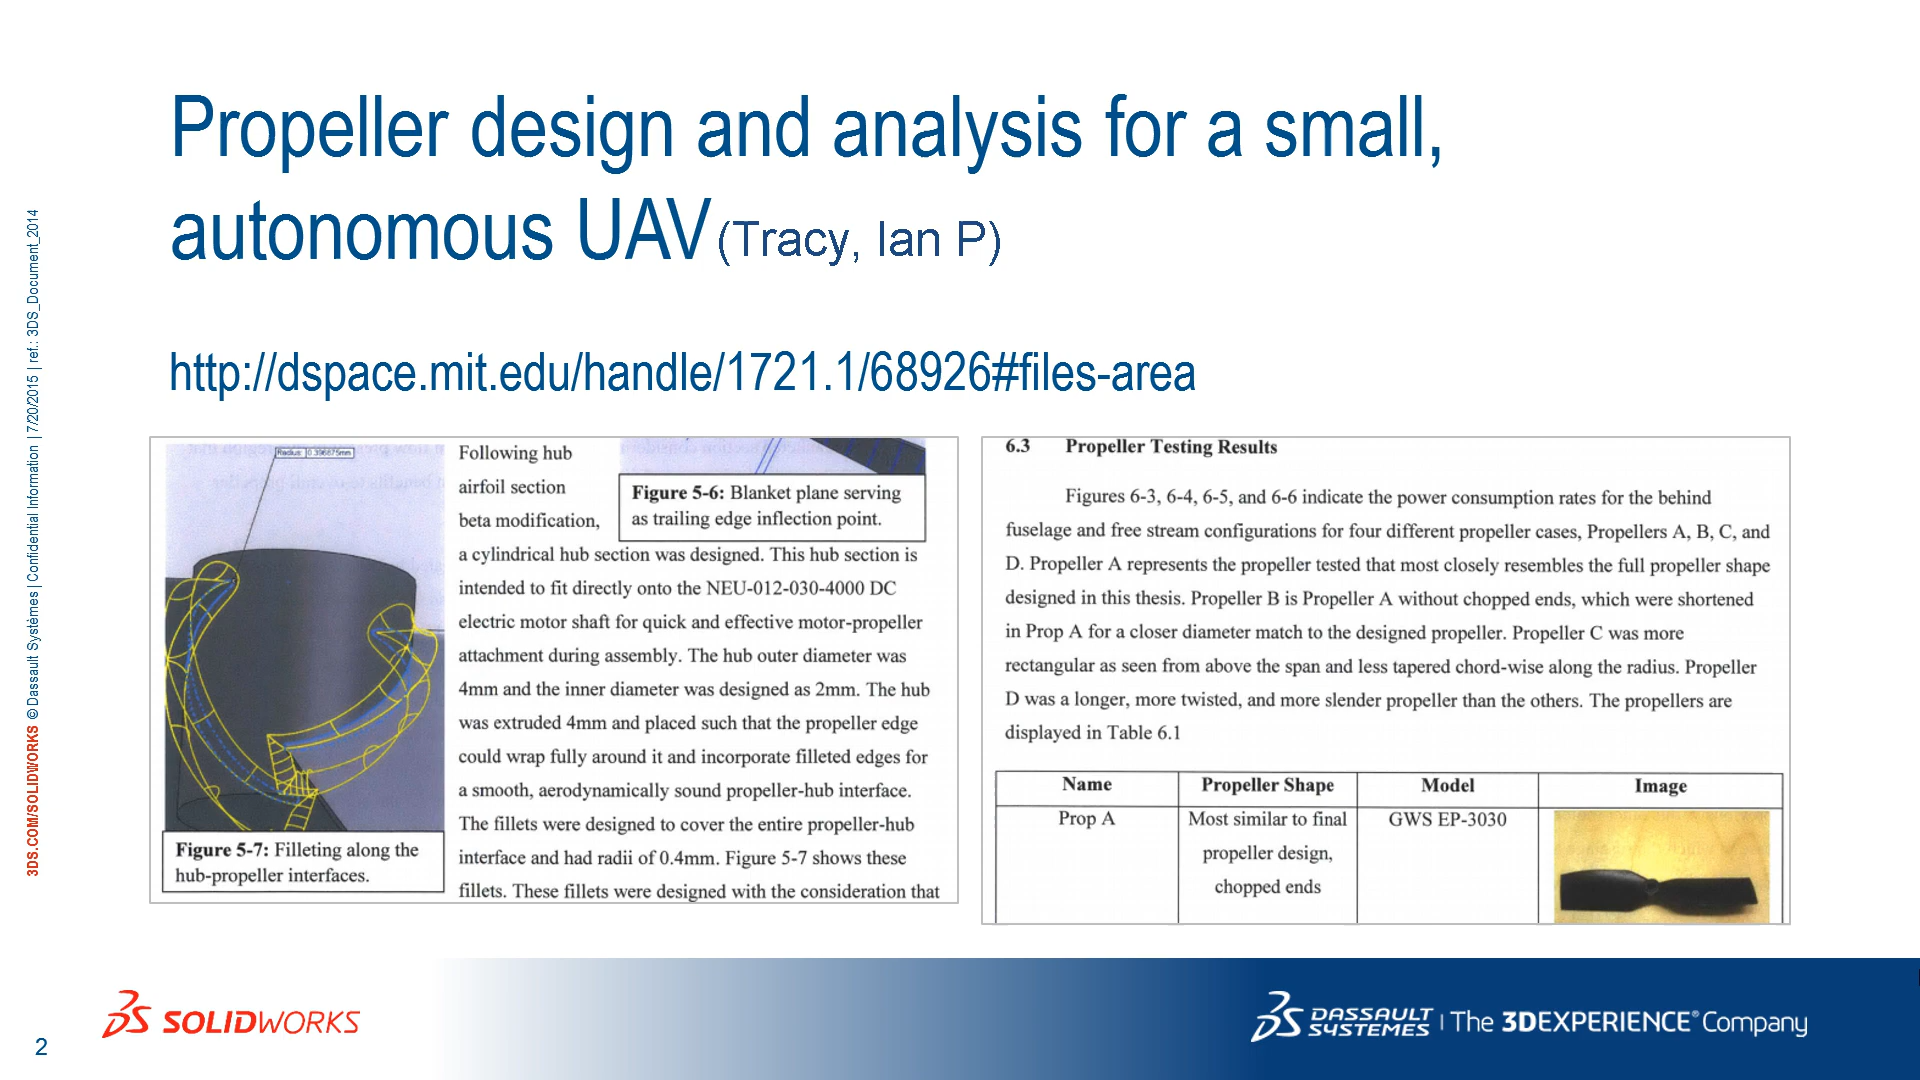 Propeller design and analysis for a small,
autonomous UAV (Tracy, Ian P)
http://dspace.mit.edu/handle/1721.1/68926#files-area
Radius: 0.396875mm
Figure 5-7: Filleting along the
hub-propeller interfaces.
Following hub
airfoil section
beta modification,
Figure 5-6: Blanket plane serving
as trailing edge inflection point.
a cylindrical hub section was designed. This hub section is
intended to fit directly onto the NEU-012-030-4000 DC
electric motor shaft for quick and effective motor-propeller
attachment during assembly. The hub outer diameter was
4mm and the inner diameter was designed as 2mm. The hub
was extruded 4mm and placed such that the propeller edge
could wrap fully around it and incorporate filleted edges for
a smooth, aerodynamically sound propeller-hub interface.
The fillets were designed to cover the entire propeller-hub
interface and had radii of 0.4mm. Figure 5-7 shows these
fillets. These fillets were designed with the consideration that
6.3 Propeller Testing Results
Figures 6-3, 6-4, 6-5, and 6-6 indicate the power consumption rates for the behind
fuselage and free stream configurations for four different propeller cases, Propellers A, B, C, and
D. Propeller A represents the propeller tested that most closely resembles the full propeller shape
designed in this thesis. Propeller B is Propeller A without chopped ends, which were shortened
in Prop A for a closer diameter match to the designed propeller. Propeller C was more
rectangular as seen from above the span and less tapered chord-wise along the radius. Propeller
D was a longer, more twisted, and more slender propeller than the others. The propellers are
displayed in Table 6.1
Name Propeller Shape Model Image
Prop A Most similar to final GWS EP-3030
propeller design,
chopped ends
3DS.COM/SOLIDWORKS © Dassault Systèmes | Confidential Information | 7/20/2015 | ref.: 3DS_Document_2014
2
SOLIDWORKS
DASSAULT
SYSTEMES | The 3DEXPERIENCE® Company